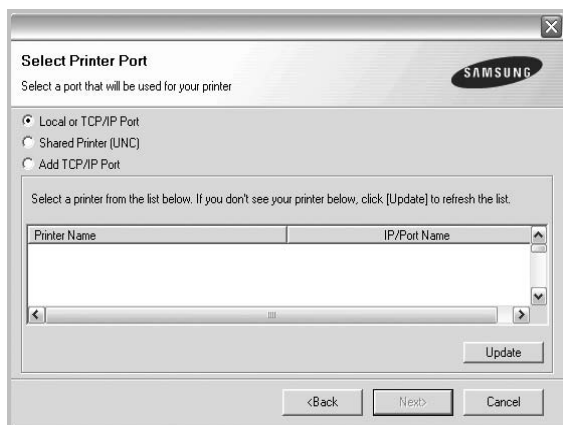 Select Printer Port
Select a port that will be used for your printer
SAMSUNG
Local or TCP/IP Port
Shared Printer (UNC)
Add TCP/IP Port
Select a printer from the list below. If you don't see your printer below, click [Update] to refresh the list.
Printer Name IP/Port Name
Update
<Back Next> Cancel